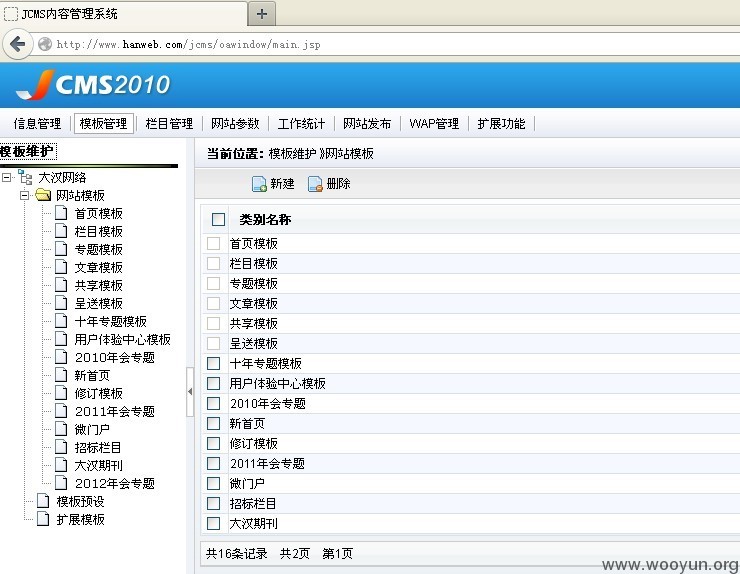 JCMS内容管理系统
http://www.hanweb.com/jcms/oawindow/main.jsp
JCMS2010
信息管理 模板管理 栏目管理 网站参数 工作统计 网站发布 WAP管理 扩展功能
模板维护
大汉网络
网站模板
首页模板
栏目模板
专题模板
文章模板
共享模板
呈送模板
十年专题模板
用户体验中心模板
2010年会专题
新首页
修订模板
2011年会专题
微门户
招标栏目
大汉期刊
2012年会专题
模板预设
扩展模板
当前位置：模板维护》网站模板
新建 删除
类别名称
首页模板
栏目模板
专题模板
文章模板
共享模板
呈送模板
十年专题模板
用户体验中心模板
2010年会专题
新首页
修订模板
2011年会专题
微门户
招标栏目
大汉期刊
共16条记录 共2页 第1页
www.wooyun.org